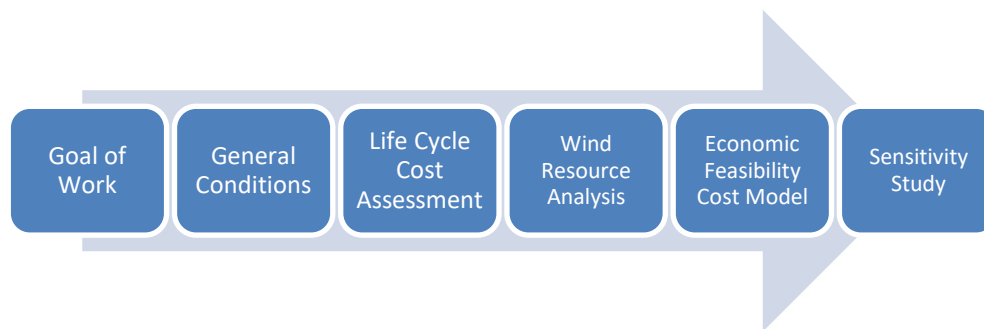 Goal of
Work
General
Conditions
Life Cycle
Cost
Assessment
Wind
Resource
Analysis
Economic
Feasibility
Cost Model
Sensitivity
Study